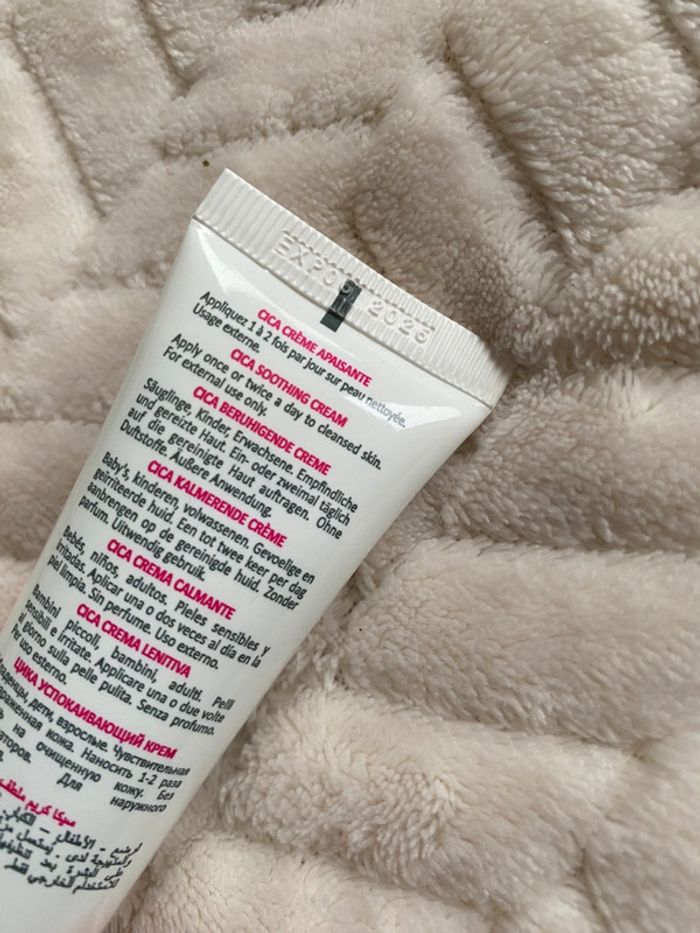 EXP 2026
CICA CRÈME APAISANTE
Appliquez 1 à 2 fois par jour sur peau nettoyée.
Usage externe.
CICA SOOTHING CREAM
Apply once or twice a day to cleansed skin.
For external use only.
CICA BERUHIGENDE CREME
Säuglinge, Kinder, Erwachsene. Empfindliche
und gereizte Haut. Ein- oder zweimal täglich
auf die gereinigte Haut auftragen. Ohne
Duftstoffe. Äußere Anwendung.
CICA KALMERENDE CRÈME
Baby's, kinderen, volwassenen. Gevoelige en
geïrriteerde huid. Een tot twee keer per dag
aanbrengen op de gereinigde huid. Zonder
parfum. Uitwendig gebruik.
CICA CREMA CALMANTE
Bebés, niños, adultos. Pieles sensibles y
irritadas. Aplicar una o dos veces al día en la
piel limpia. Sin perfume. Uso externo.
CICA CREMA LENITIVA
Bambini piccoli, bambini, adulti. Pelli
sensibili e irritate. Applicare una o due volte
al giorno sulla pelle pulita. Senza profumo.
Per uso esterno.
ЦИКА УСПОКАИВАЮЩИЙ КРЕМ
дети, взрослые. Чувствительная
кожа. Наносить 1-2 раза
на очищенную кожу. Без
Для наружного
سيكا كريم ملطف